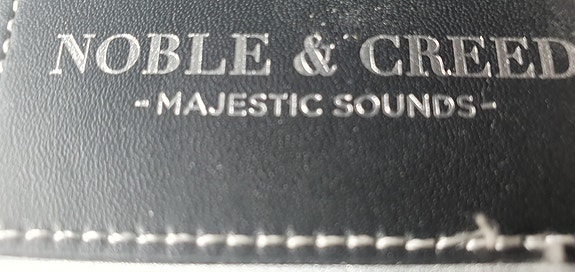 NOBLE & CREED
-MAJESTIC SOUNDS-